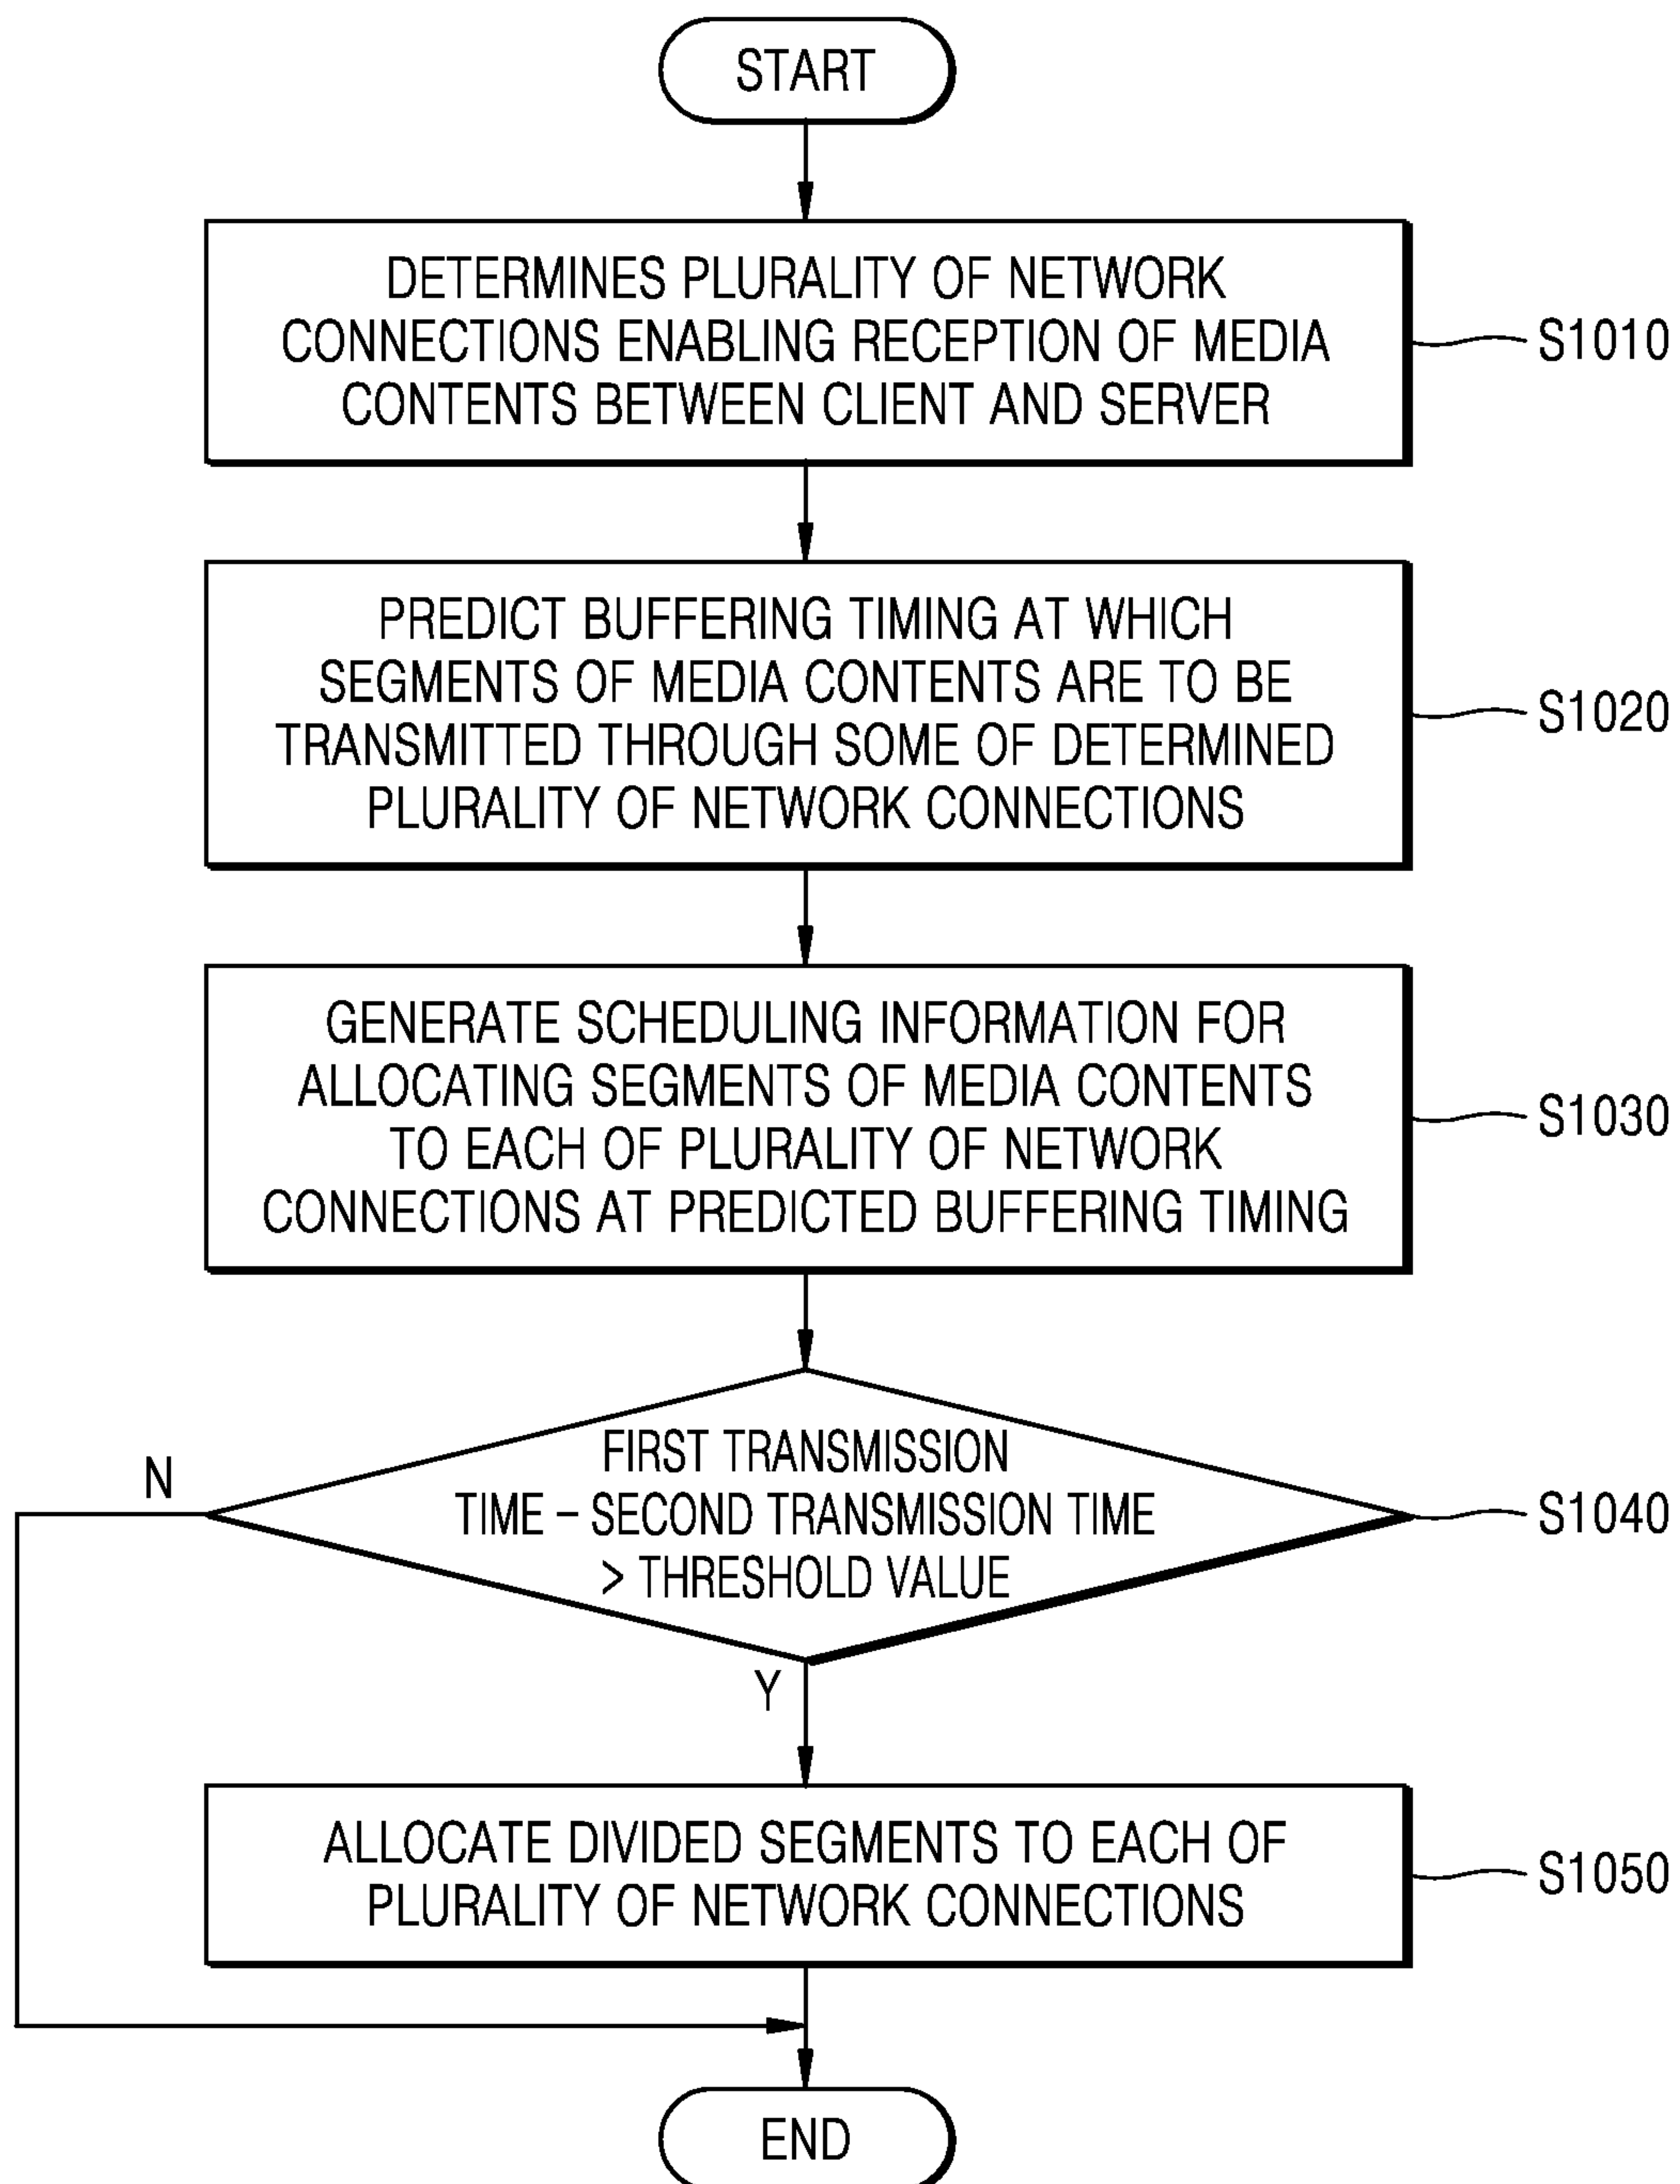 START
DETERMINES PLURALITY OF NETWORK
CONNECTIONS ENABLING RECEPTION OF MEDIA
CONTENTS BETWEEN CLIENT AND SERVER
S1010
PREDICT BUFFERING TIMING AT WHICH
SEGMENTS OF MEDIA CONTENTS ARE TO BE
TRANSMITTED THROUGH SOME OF DETERMINED
PLURALITY OF NETWORK CONNECTIONS
S1020
GENERATE SCHEDULING INFORMATION FOR
ALLOCATING SEGMENTS OF MEDIA CONTENTS
TO EACH OF PLURALITY OF NETWORK
CONNECTIONS AT PREDICTED BUFFERING TIMING
S1030
FIRST TRANSMISSION
TIME – SECOND TRANSMISSION TIME
> THRESHOLD VALUE
S1040
N
Y
ALLOCATE DIVIDED SEGMENTS TO EACH OF
PLURALITY OF NETWORK CONNECTIONS
S1050
END